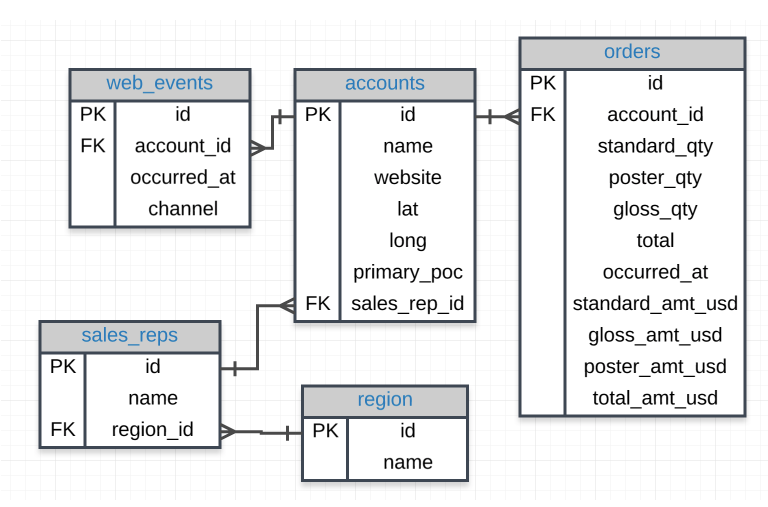 web_events
PK id
FK account_id
occurred_at
channel
accounts
PK id
name
website
lat
long
primary_poc
FK sales_rep_id
orders
PK id
FK account_id
standard_qty
poster_qty
gloss_qty
total
occurred_at
standard_amt_usd
gloss_amt_usd
poster_amt_usd
total_amt_usd
sales_reps
PK id
name
FK region_id
region
PK id
name